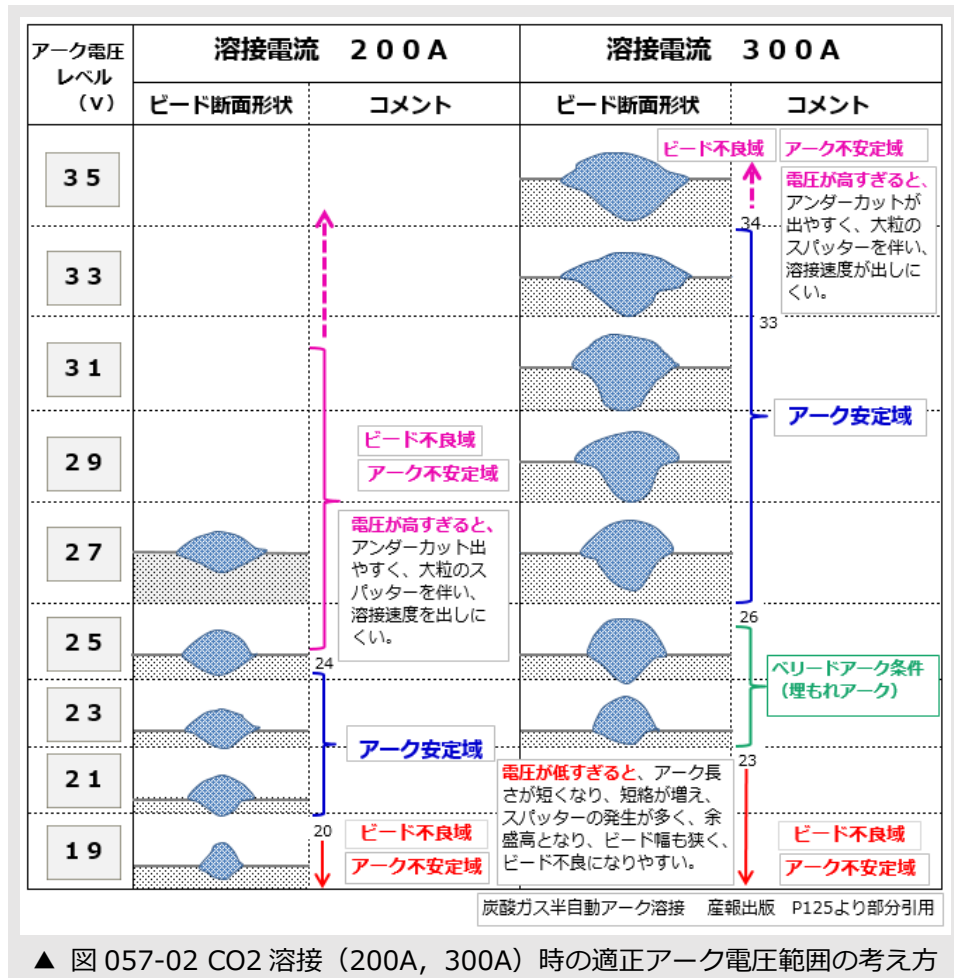 アーク電圧
レベル
(V)
溶接電流 200A
溶接電流 300A
ビード断面形状
コメント
ビード断面形状
コメント
35
33
31
29
27
25
23
21
19
ビード不良域
アーク不安定域
電圧が高すぎると、
アンダーカット出
やすく、大粒のス
パッターを伴い、
溶接速度を出しに
くい。
24
アーク安定域
20
ビード不良域
アーク不安定域
ビード不良域
アーク不安定域
電圧が高すぎると、
アンダーカットが
出やすく、大粒の
スパッターを伴い、
溶接速度が出しに
くい。
34
33
アーク安定域
26
ベリードアーク条件
(埋もれアーク)
23
電圧が低すぎると、アーク長
さが短くなり、短絡が増え、
スパッターの発生が多く、余
盛高となり、ビード幅も狭く、
ビード不良になりやすい。
ビード不良域
アーク不安定域
炭酸ガス半自動アーク溶接 産報出版 P125より部分引用
▲ 図 057-02 CO2 溶接(200A, 300A)時の適正アーク電圧範囲の考え方